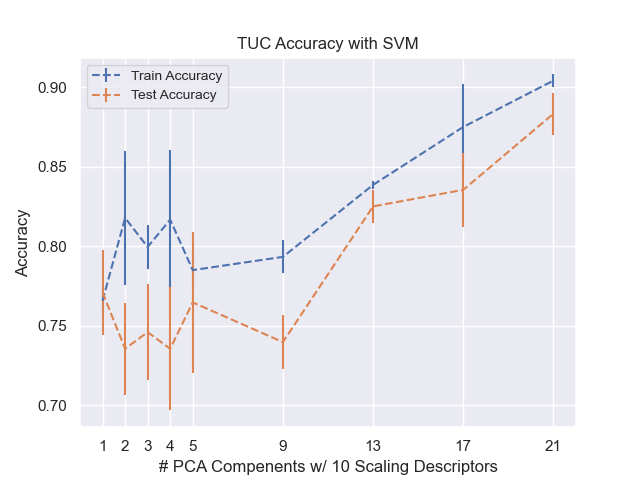 TUC Accuracy with SVM
Train Accuracy
Test Accuracy
0.90
0.85
0.80
0.75
0.70
Accuracy
1 2 3 4 5 9 13 17 21
# PCA Compenents w/ 10 Scaling Descriptors